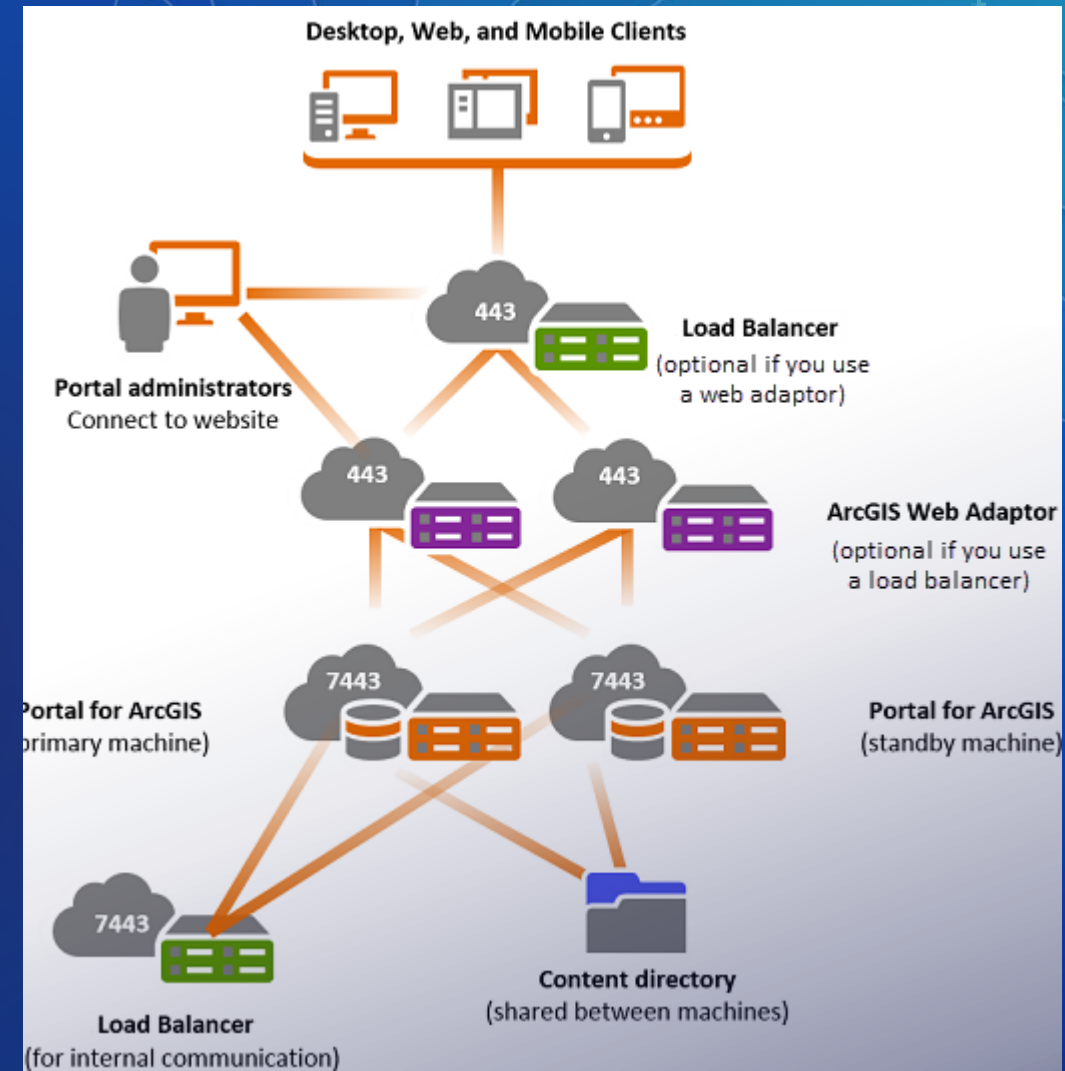 Desktop, Web, and Mobile Clients
443
Load Balancer
(optional if you use
a web adaptor)
Portal administrators
Connect to website
443
443
ArcGIS Web Adaptor
(optional if you use
a load balancer)
7443
7443
Portal for ArcGIS
primary machine)
Portal for ArcGIS
(standby machine)
7443
Load Balancer
(for internal communication)
Content directory
(shared between machines)